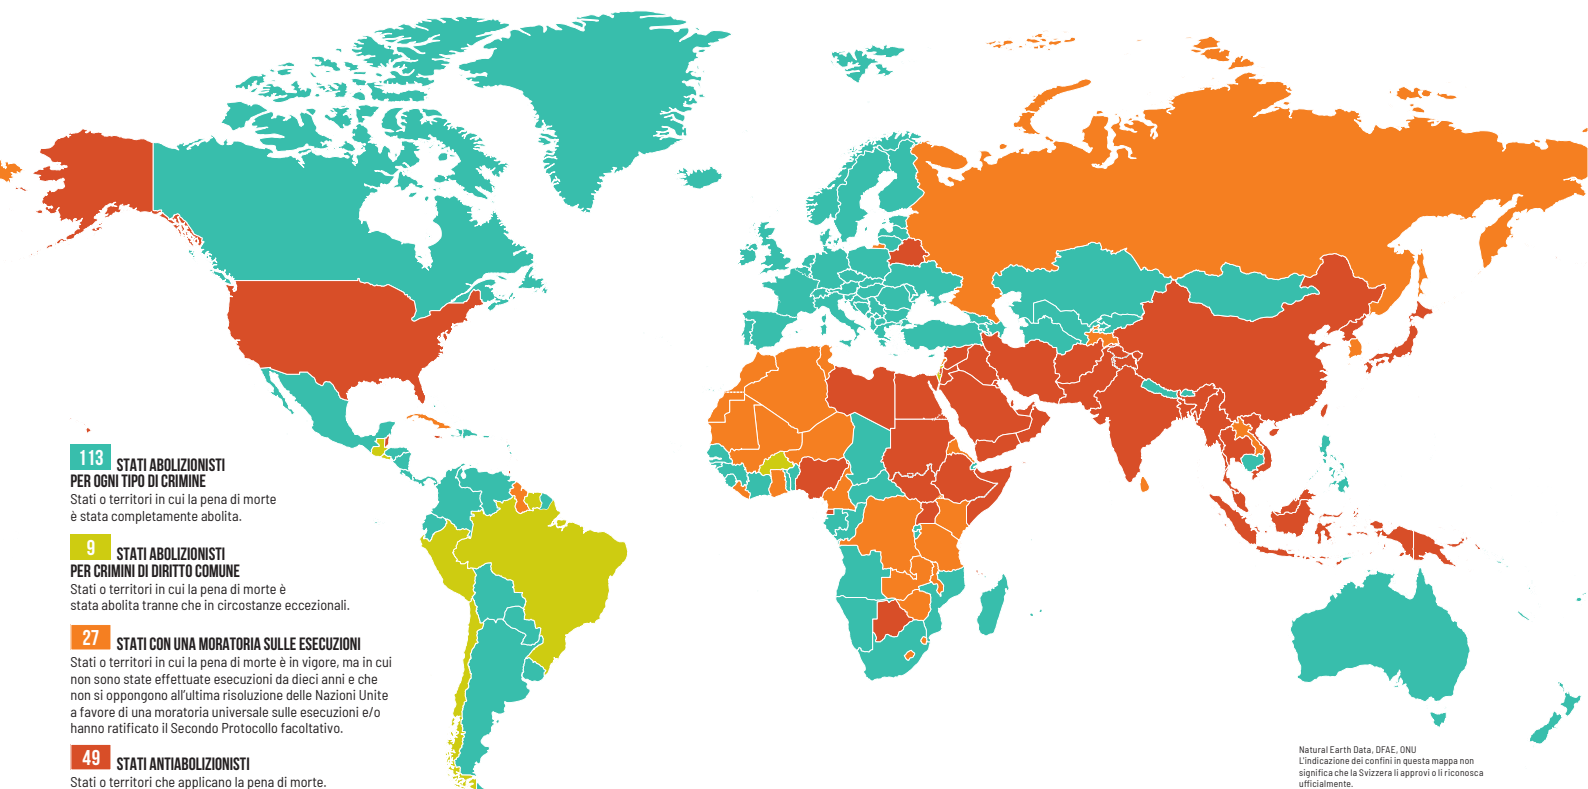 113 STATI ABOLIZIONISTI
PER OGNI TIPO DI CRIMINE
Stati o territori in cui la pena di morte
è stata completamente abolita.
9 STATI ABOLIZIONISTI
PER CRIMINI DI DIRITTO COMUNE
Stati o territori in cui la pena di morte è
stata abolita tranne che in circostanze eccezionali.
27 STATI CON UNA MORATORIA SULLE ESECUZIONI
Stati o territori in cui la pena di morte è in vigore, ma in cui
non sono state effettuate esecuzioni da dieci anni e che
non si oppongono all'ultima risoluzione delle Nazioni Unite
a favore di una moratoria universale sulle esecuzioni e/o
hanno ratificato il Secondo Protocollo facoltativo.
49 STATI ANTIABOLIZIONISTI
Stati o territori che applicano la pena di morte.
Natural Earth Data, DFAE, ONU
L'indicazione dei confini in questa mappa non
significa che la Svizzera li approvi o li riconosca
ufficialmente.